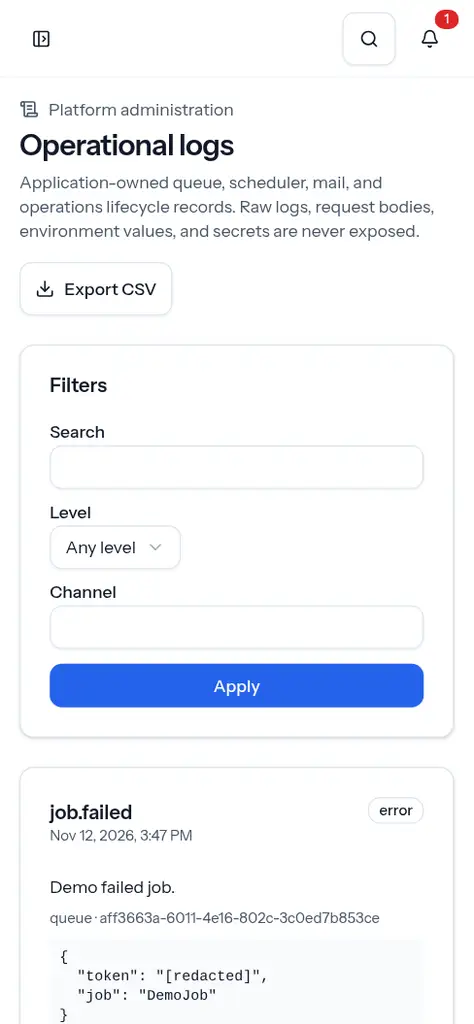 1
Platform administration
Operational logs
Application-owned queue, scheduler, mail, and
operations lifecycle records. Raw logs, request bodies,
environment values, and secrets are never exposed.
Export CSV
Filters
Search
Level
Any level
Channel
Apply
job.failed
error
Nov 12, 2026, 3:47 PM
Demo failed job.
queue · aff3663a-6011-4e16-802c-3c0ed7b853ce
{
  "token": "[redacted]",
  "job": "DemoJob"
}